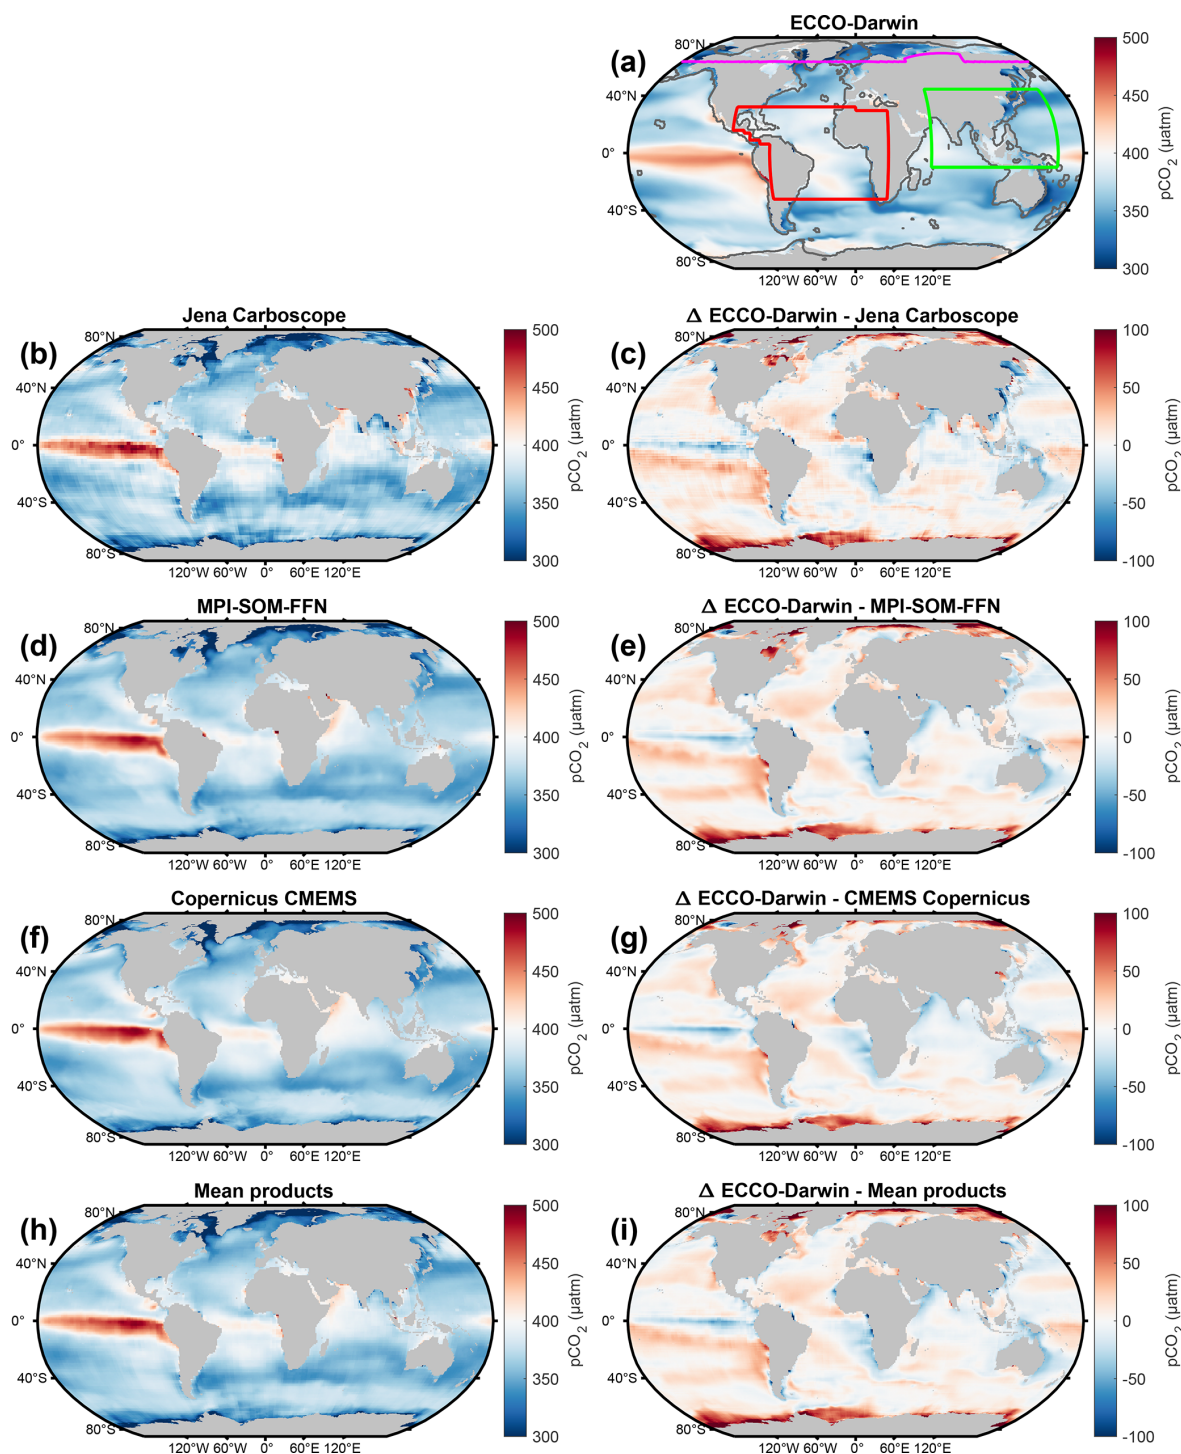 ECCO-Darwin
(a)
80°N
40°N
0°
40°S
80°S
120°W 60°W 0° 60°E 120°E
500
450
400
350
300
pCO2 (µatm)
Jena Carboscope
(b)
80°N
40°N
0°
40°S
80°S
120°W 60°W 0° 60°E 120°E
500
450
400
350
300
pCO2 (µatm)
Δ ECCO-Darwin - Jena Carboscope
(c)
80°N
40°N
0°
40°S
80°S
120°W 60°W 0° 60°E 120°E
100
50
0
-50
-100
pCO2 (µatm)
MPI-SOM-FFN
(d)
80°N
40°N
0°
40°S
80°S
120°W 60°W 0° 60°E 120°E
500
450
400
350
300
pCO2 (µatm)
Δ ECCO-Darwin - MPI-SOM-FFN
(e)
80°N
40°N
0°
40°S
80°S
120°W 60°W 0° 60°E 120°E
100
50
0
-50
-100
pCO2 (µatm)
Copernicus CMEMS
(f)
80°N
40°N
0°
40°S
80°S
120°W 60°W 0° 60°E 120°E
500
450
400
350
300
pCO2 (µatm)
Δ ECCO-Darwin - CMEMS Copernicus
(g)
80°N
40°N
0°
40°S
80°S
120°W 60°W 0° 60°E 120°E
100
50
0
-50
-100
pCO2 (µatm)
Mean products
(h)
80°N
40°N
0°
40°S
80°S
120°W 60°W 0° 60°E 120°E
500
450
400
350
300
pCO2 (µatm)
Δ ECCO-Darwin - Mean products
(i)
80°N
40°N
0°
40°S
80°S
120°W 60°W 0° 60°E 120°E
100
50
0
-50
-100
pCO2 (µatm)